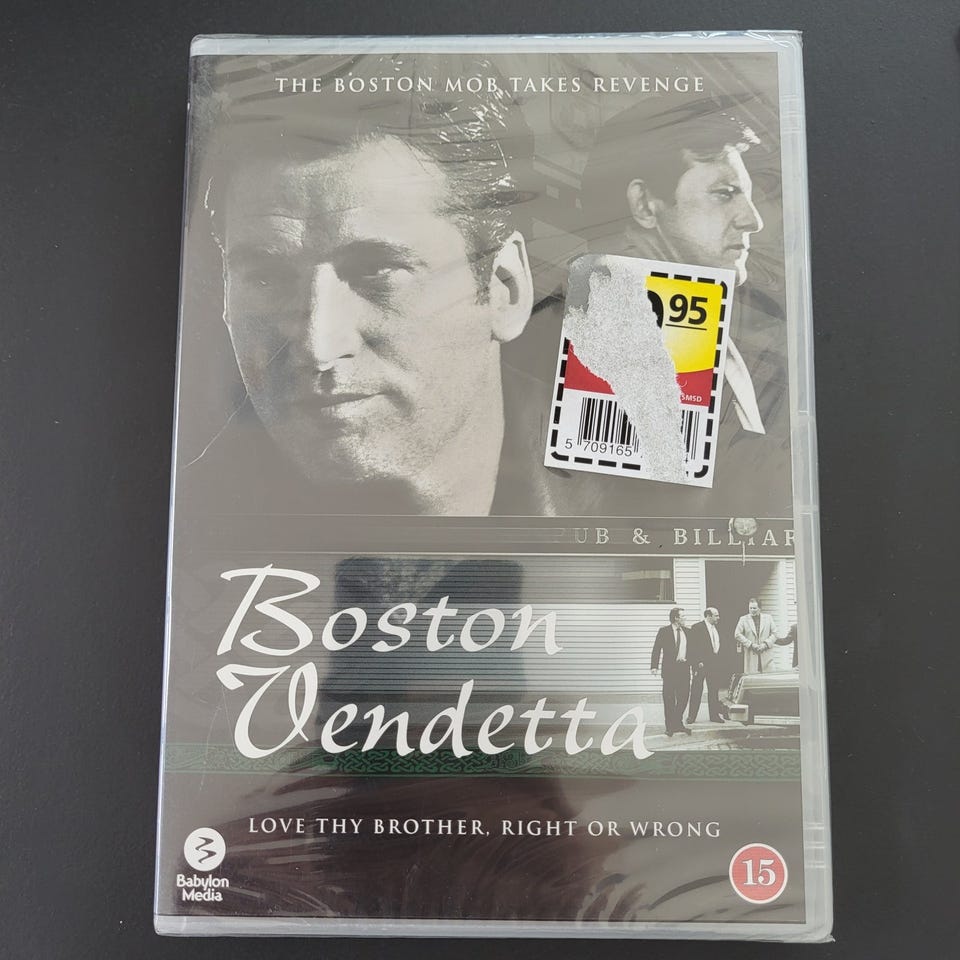 THE BOSTON MOB TAKES REVENGE
95
5M5D
5 709165
UB & BILLIAR
Boston
Vendetta
LOVE THY BROTHER, RIGHT OR WRONG
Babylon
Media
15